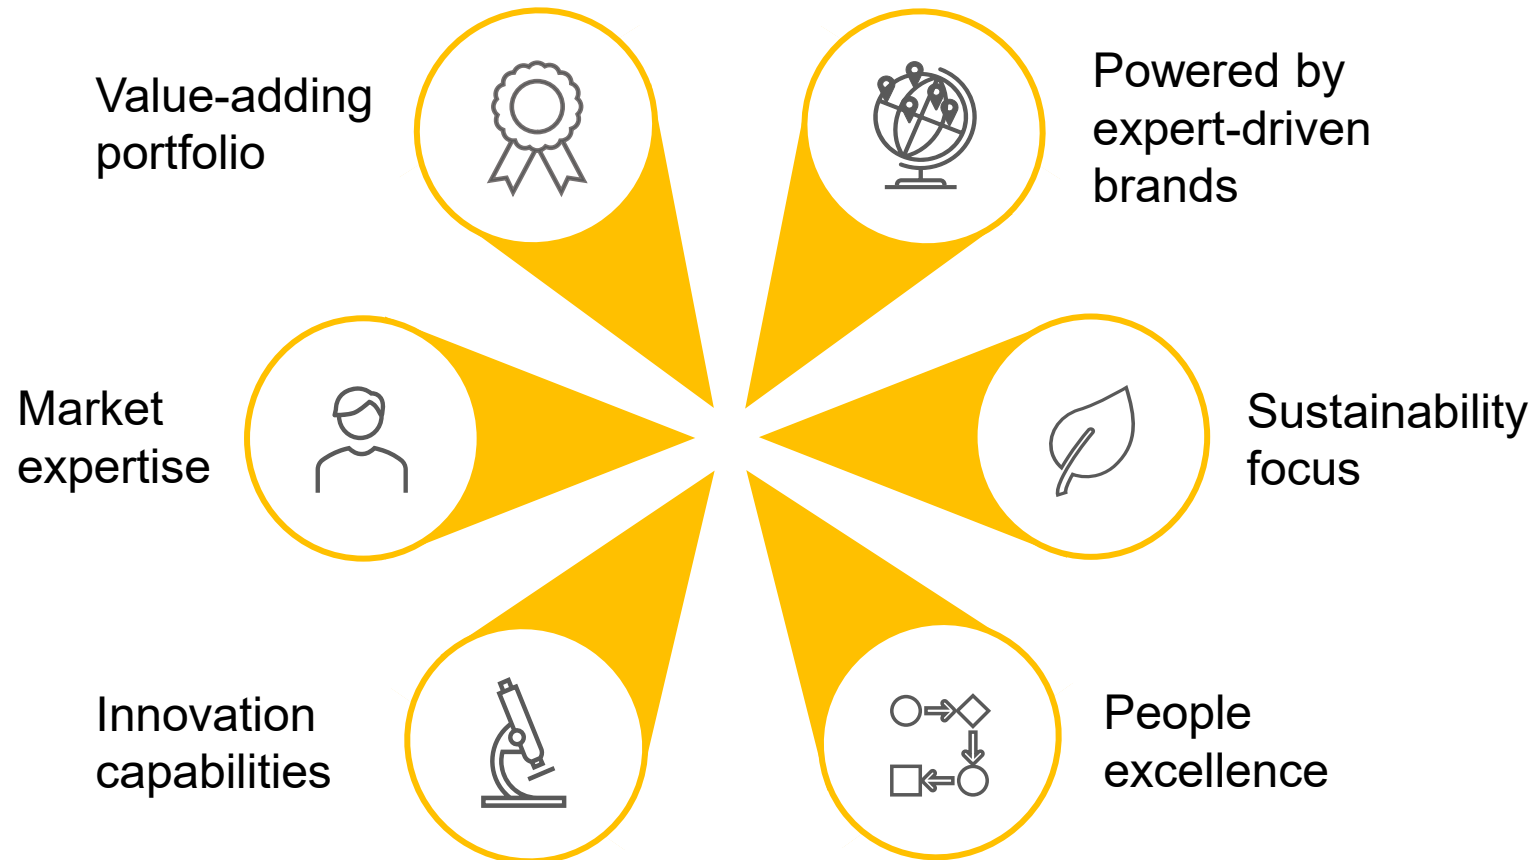 Value-adding
portfolio
Powered by
expert-driven
brands
Market
expertise
Sustainability
focus
Innovation
capabilities
People
excellence